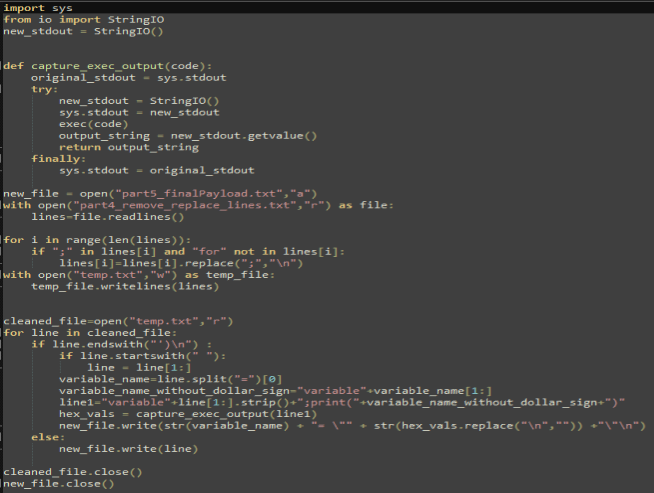 import sys
from io import StringIO
new_stdout = StringIO()
def capture_exec_output(code):
    original_stdout = sys.stdout
    try:
        new_stdout = StringIO()
        sys.stdout = new_stdout
        exec(code)
        output_string = new_stdout.getvalue()
        return output_string
    finally:
        sys.stdout = original_stdout
new_file = open("part5_finalPayload.txt","a")
with open("part4_remove_replace_lines.txt","r") as file:
    lines=file.readlines()
for i in range(len(lines)):
    if ";" in lines[i] and "for" not in lines[i]:
        lines[i]=lines[i].replace(";","\n")
with open("temp.txt","w") as temp_file:
    temp_file.writelines(lines)
cleaned_file=open("temp.txt","r")
for line in cleaned_file:
    if line.endswith("')\n") :
        if line.startswith(" "):
            line = line[1:]
        variable_name=line.split("=")[0]
        variable_name_without_dollar_sign="variable"+variable_name[1:]
        line1="variable"+line[1:].strip()+";print("+variable_name_without_dollar_sign+")"
        hex_vals = capture_exec_output(line1)
        new_file.write(str(variable_name) + "= \"" + str(hex_vals.replace("\n","")) +"\"\n")
    else:
        new_file.write(line)
cleaned_file.close()
new_file.close()